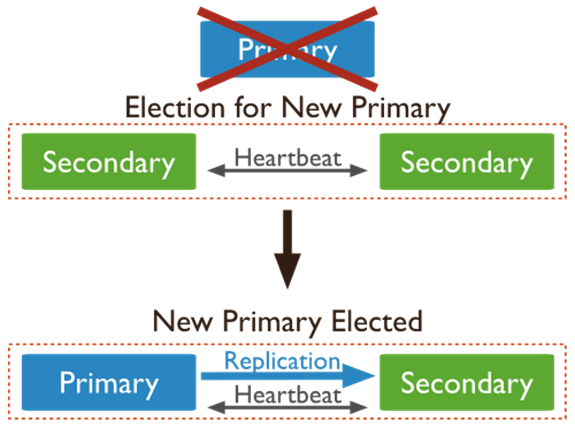 Primary
Election for New Primary
Secondary Heartbeat Secondary
New Primary Elected
Replication
Primary Secondary
Heartbeat